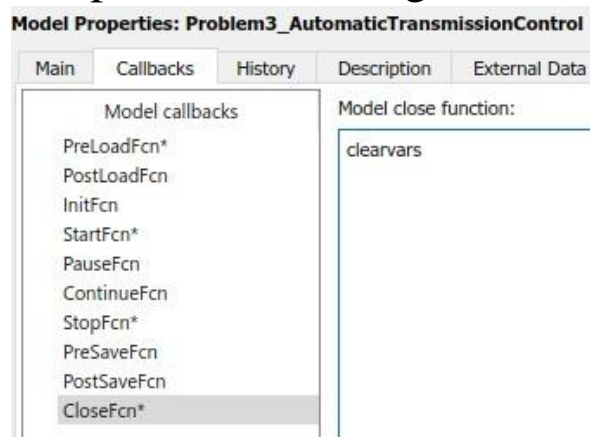 Model Properties: Problem3_AutomaticTransmissionControl
Main Callbacks History Description External Data
Model callbacks
PreLoadFcn*
PostLoadFcn
InitFcn
StartFcn*
PauseFcn
ContinueFcn
StopFcn*
PreSaveFcn
PostSaveFcn
CloseFcn*
Model close function:
clearvars